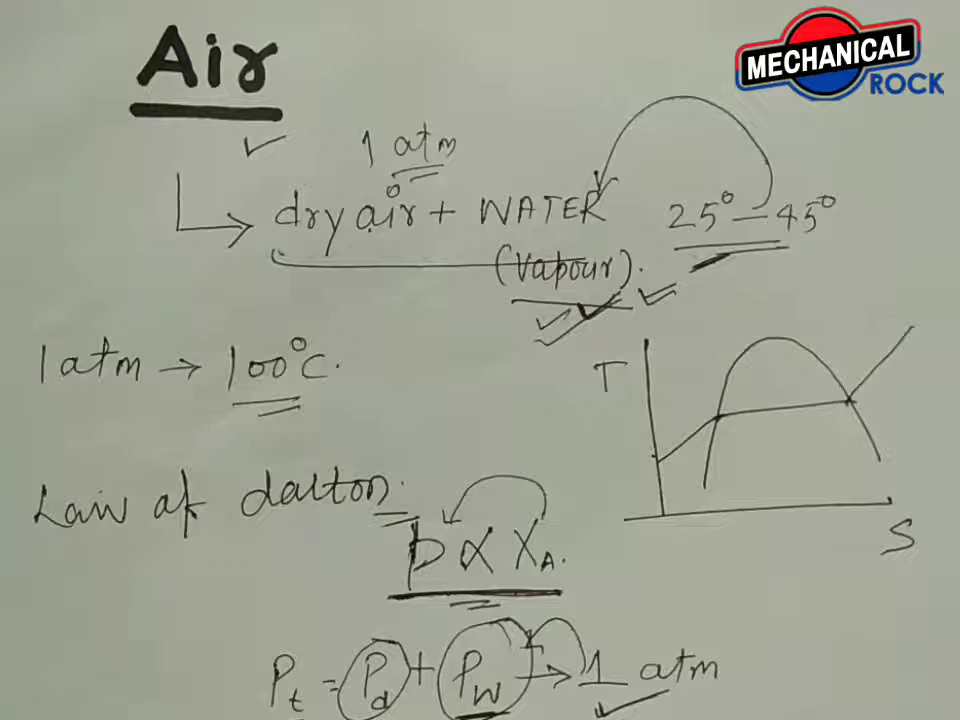 Air
MECHANICAL
ROCK
1 atm
dry air + WATER 25° - 45°
(Vapour).
1 atm → 100°C.
T
Law of dalton.
S
p ∝ X_A.
P_t = P_d + P_w → 1 atm